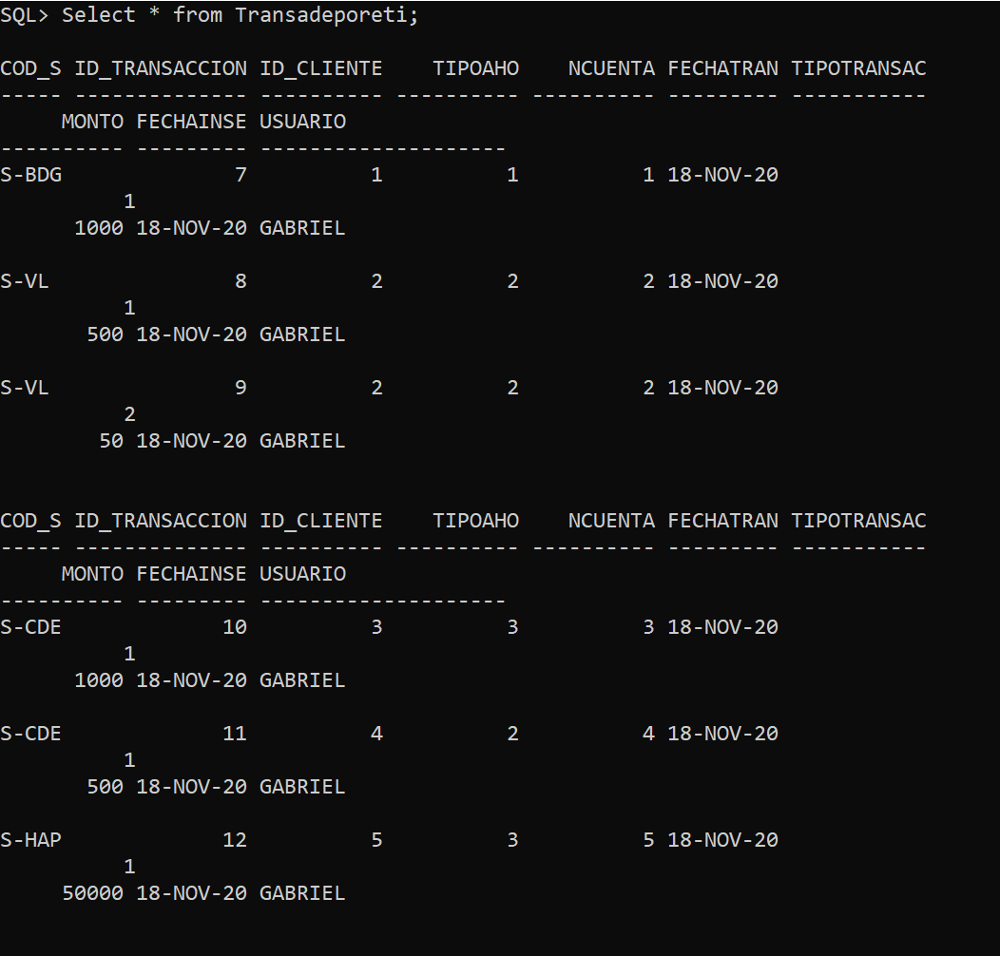 SQL> Select * from Transadeporeti;
COD_S ID_TRANSACCION ID_CLIENTE    TIPOAHO    NCUENTA FECHATRAN TIPOTRANSAC
----- -------------- ---------- ---------- ---------- --------- -----------
     MONTO FECHAINSE USUARIO
---------- --------- --------------------
S-BDG              7          1          1          1 18-NOV-20
          1
      1000 18-NOV-20 GABRIEL
S-VL               8          2          2          2 18-NOV-20
          1
       500 18-NOV-20 GABRIEL
S-VL               9          2          2          2 18-NOV-20
          2
        50 18-NOV-20 GABRIEL
COD_S ID_TRANSACCION ID_CLIENTE    TIPOAHO    NCUENTA FECHATRAN TIPOTRANSAC
----- -------------- ---------- ---------- ---------- --------- -----------
     MONTO FECHAINSE USUARIO
---------- --------- --------------------
S-CDE             10          3          3          3 18-NOV-20
          1
      1000 18-NOV-20 GABRIEL
S-CDE             11          4          2          4 18-NOV-20
          1
       500 18-NOV-20 GABRIEL
S-HAP             12          5          3          5 18-NOV-20
          1
     50000 18-NOV-20 GABRIEL